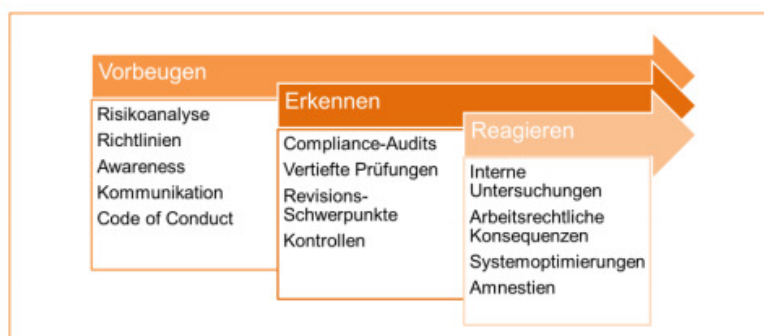 Vorbeugen
Risikoanalyse
Richtlinien
Awareness
Kommunikation
Code of Conduct
Erkennen
Compliance-Audits
Vertiefte Prüfungen
Revisions-
Schwerpunkte
Kontrollen
Reagieren
Interne
Untersuchungen
Arbeitsrechtliche
Konsequenzen
Systemoptimierungen
Amnestien